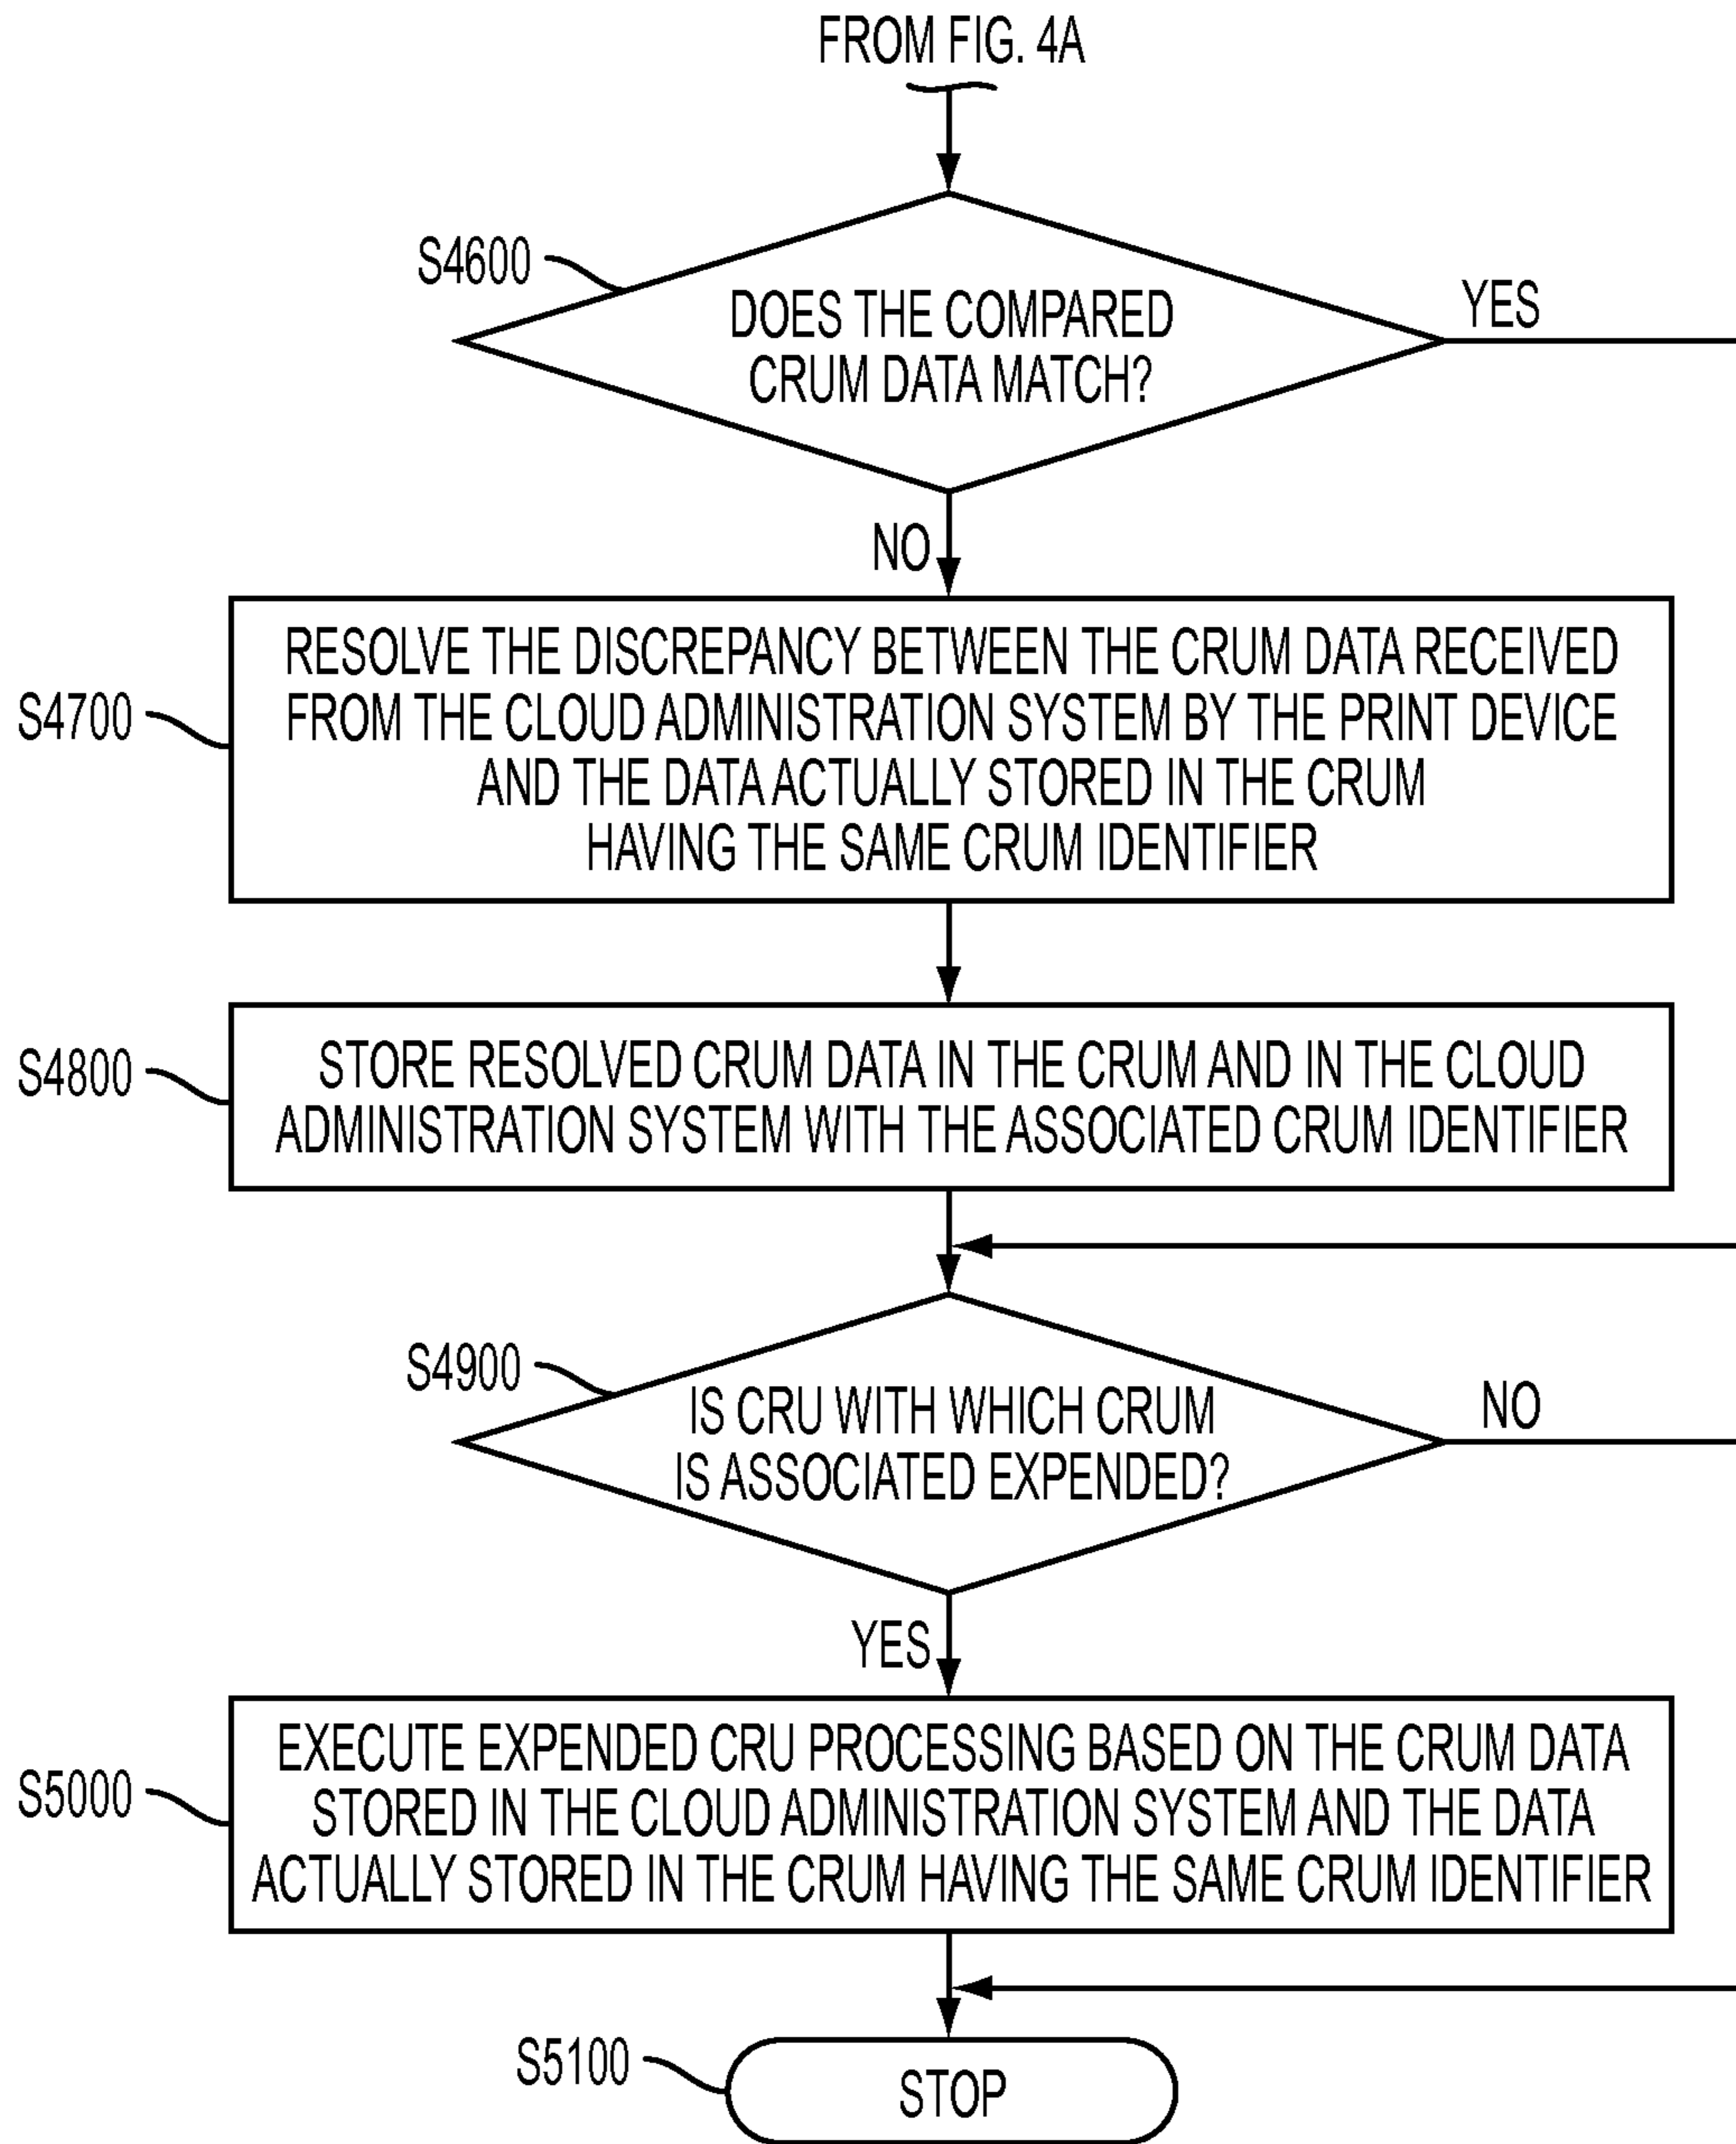 FROM FIG. 4A
S4600
DOES THE COMPARED
CRUM DATA MATCH?
YES
NO
S4700
RESOLVE THE DISCREPANCY BETWEEN THE CRUM DATA RECEIVED
FROM THE CLOUD ADMINISTRATION SYSTEM BY THE PRINT DEVICE
AND THE DATA ACTUALLY STORED IN THE CRUM
HAVING THE SAME CRUM IDENTIFIER
S4800
STORE RESOLVED CRUM DATA IN THE CRUM AND IN THE CLOUD
ADMINISTRATION SYSTEM WITH THE ASSOCIATED CRUM IDENTIFIER
S4900
IS CRU WITH WHICH CRUM
IS ASSOCIATED EXPENDED?
NO
YES
S5000
EXECUTE EXPENDED CRU PROCESSING BASED ON THE CRUM DATA
STORED IN THE CLOUD ADMINISTRATION SYSTEM AND THE DATA
ACTUALLY STORED IN THE CRUM HAVING THE SAME CRUM IDENTIFIER
S5100
STOP